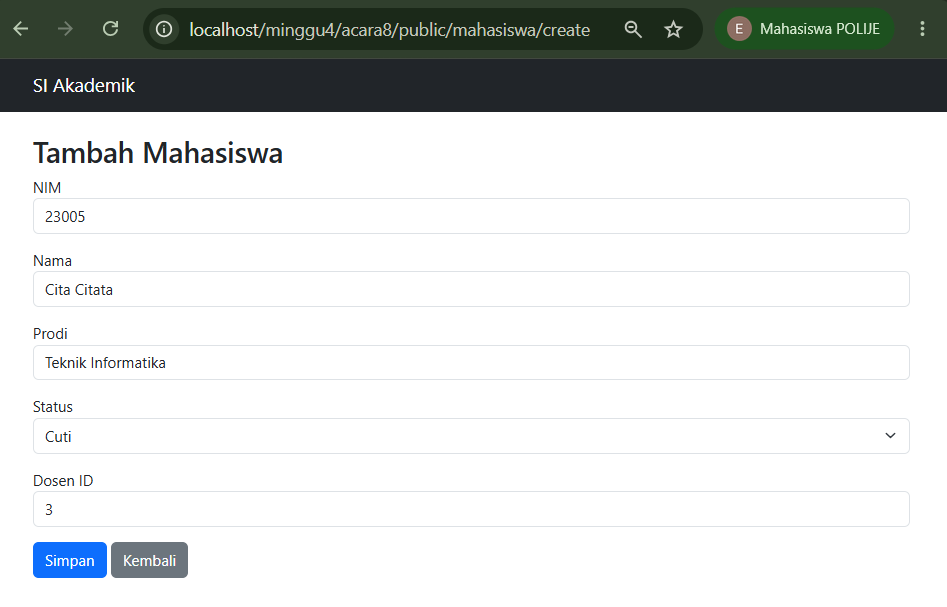 localhost/minggu4/acara8/public/mahasiswa/create
E Mahasiswa POLIJE
SI Akademik
Tambah Mahasiswa
NIM
23005
Nama
Cita Citata
Prodi
Teknik Informatika
Status
Cuti
Dosen ID
3
Simpan Kembali